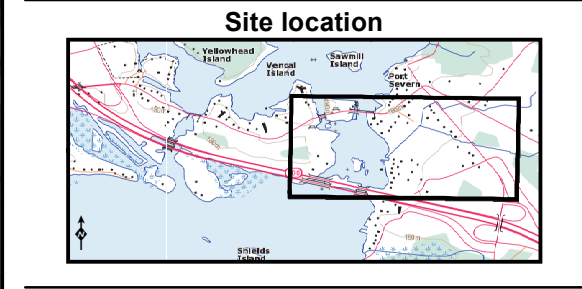 Site location
Yellowhead
Island
Vencal
Island
Sawmill
Island
Port
Severn
Shields
Island
N